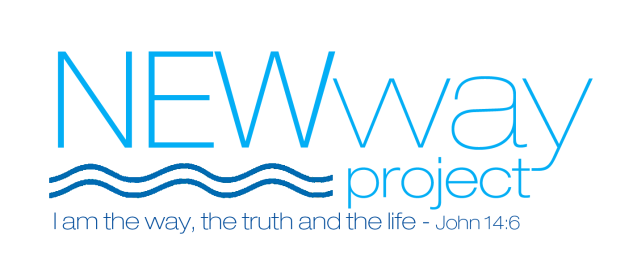 NEWway
project
I am the way, the truth and the life - John 14:6